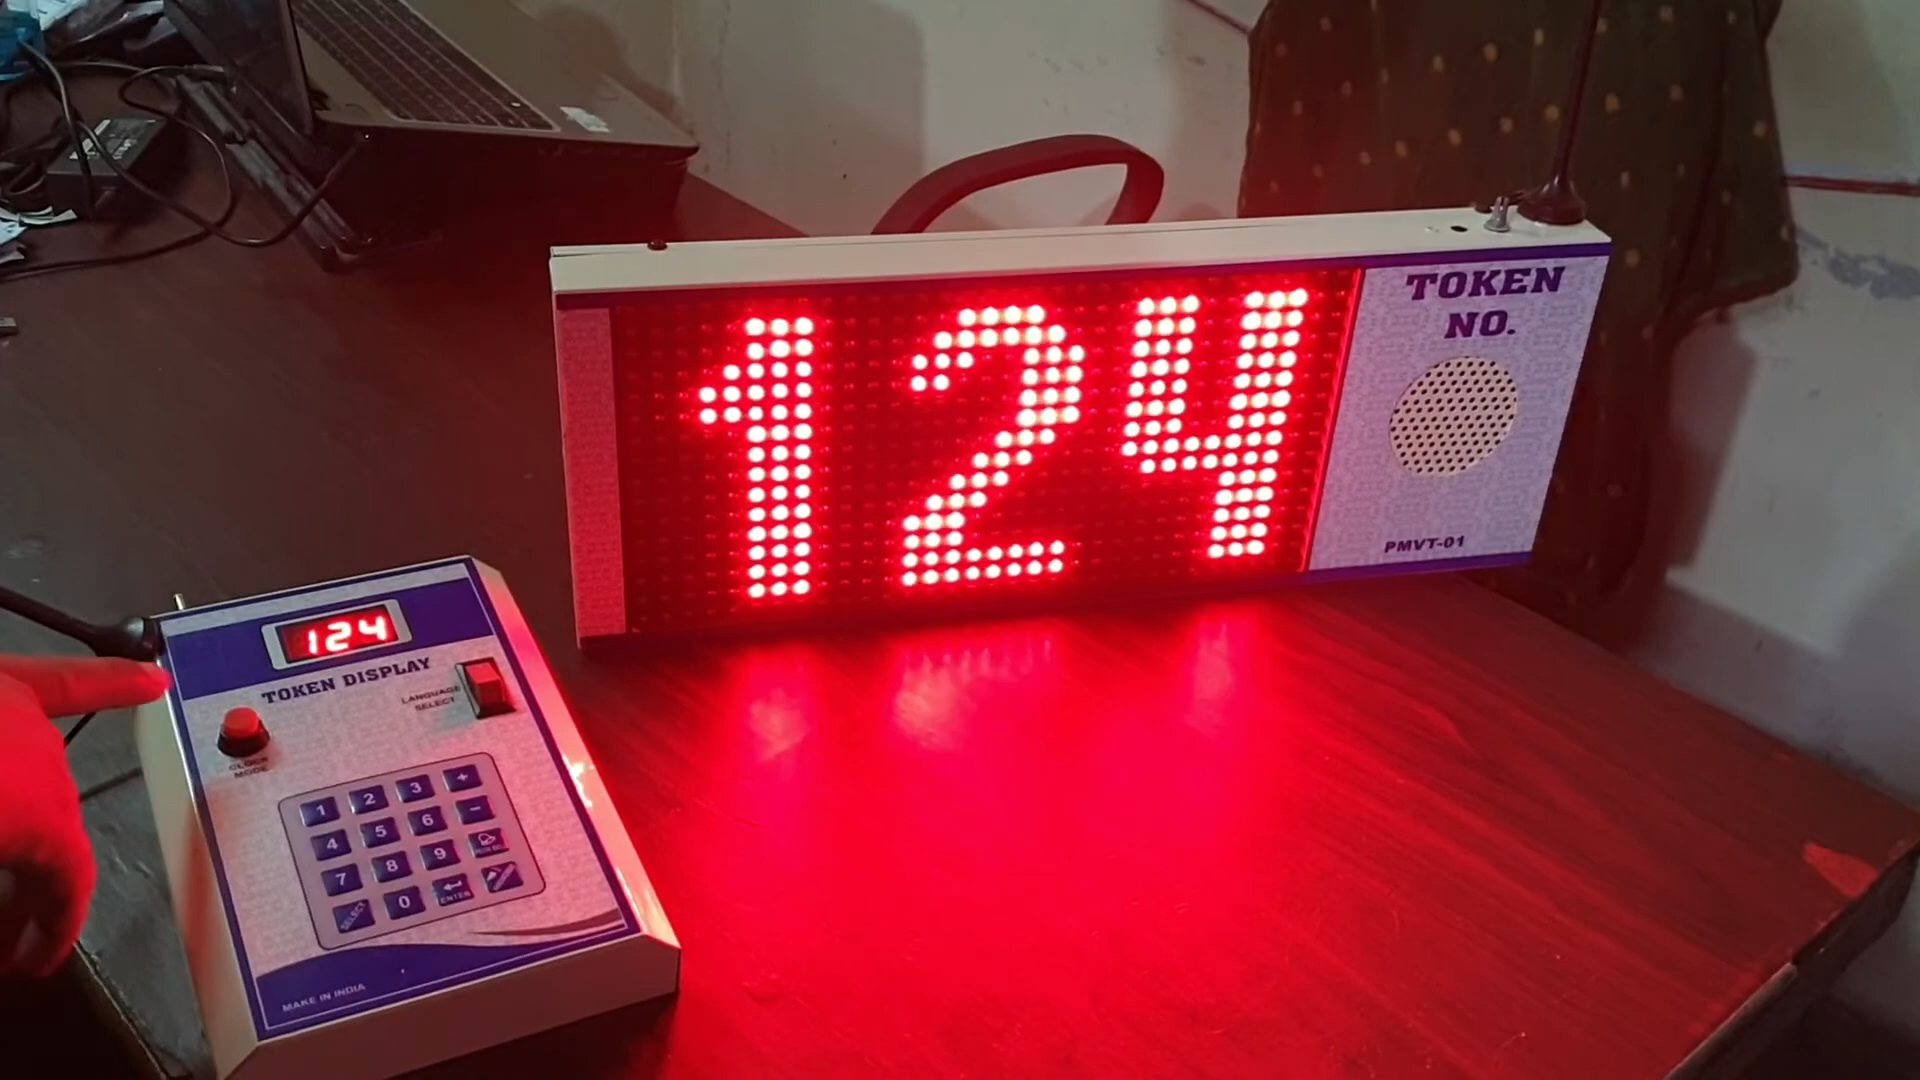 124
TOKEN
NO.
PMVT-01
124
TOKEN DISPLAY
LANGUAGE
SELECT
CLOCK
MODE
1 2 3 +
4 5 6 -
7 8 9
SELECT 0 ENTER
MAKE IN INDIA